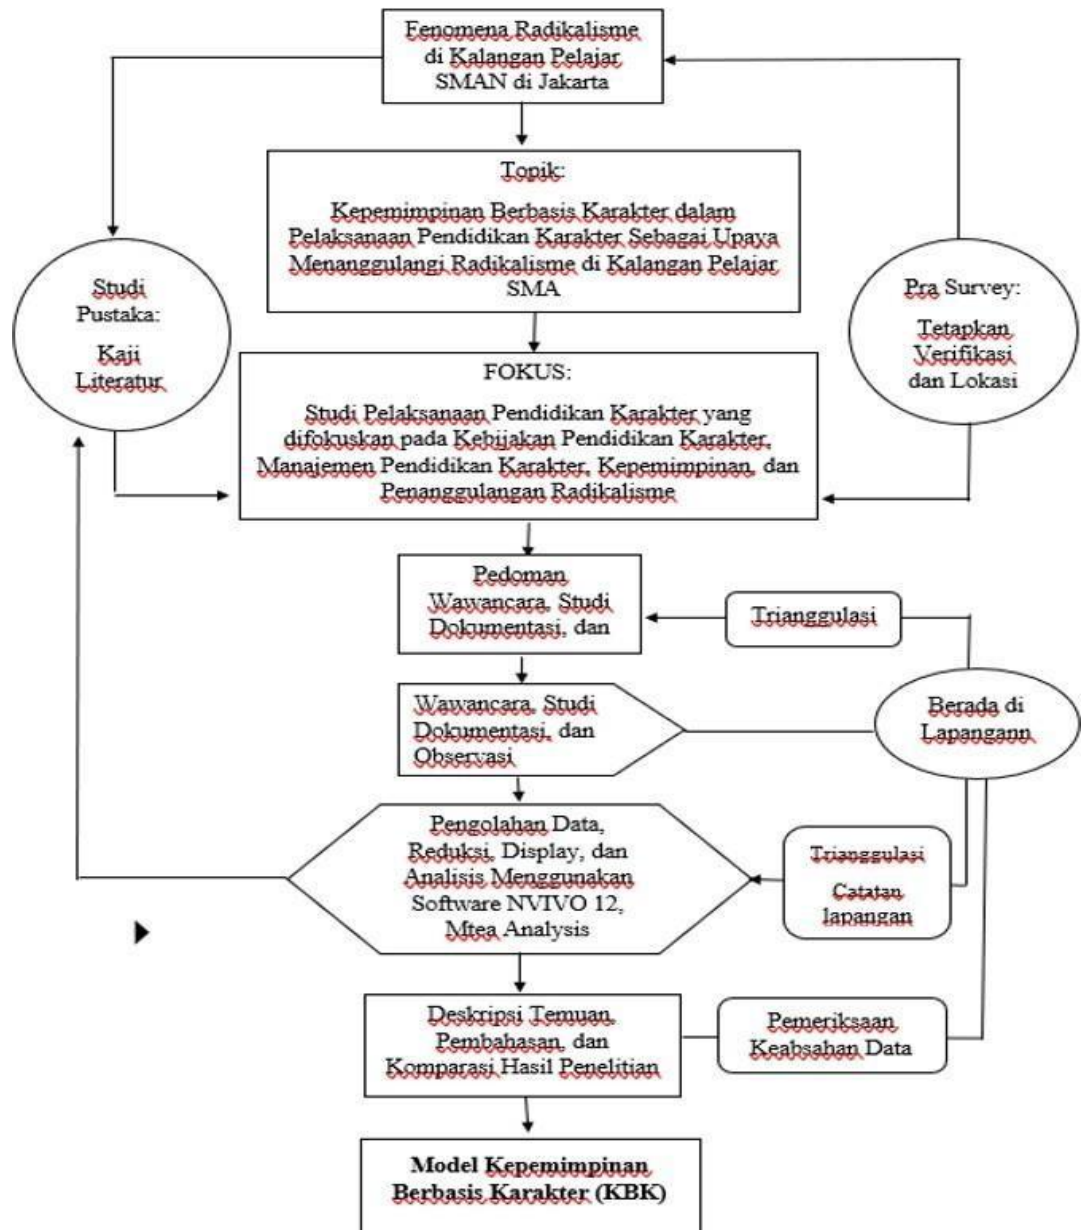 Fenomena Radikalisme
di Kalangan Pelajar
SMAN di Jakarta
Topik:
Kepemimpinan Berbasis Karakter dalam
Pelaksanaan Pendidikan Karakter Sebagai Upaya
Menanggulangi Radikalisme di Kalangan Pelajar
SMA
Studi
Pustaka:
Kaji
Literatur
Pra Survey:
Tetapkan
Verifikasi
dan Lokasi
FOKUS:
Studi Pelaksanaan Pendidikan Karakter yang
difokuskan pada Kebijakan Pendidikan Karakter,
Manajemen Pendidikan Karakter, Kepemimpinan, dan
Penanggulangan Radikalisme
Pedoman
Wawancara, Studi
Dokumentasi, dan
Trianggulasi
Wawancara, Studi
Dokumentasi, dan
Observasi
Berada di
Lapangann
Pengolahan Data,
Reduksi, Display, dan
Analisis Menggunakan
Software NVIVO 12,
Mtea Analysis
Trianggulasi
Catatan
lapangan
Deskripsi Temuan,
Pembahasan, dan
Komparasi Hasil Penelitian
Pemeriksaan
Keabsahan Data
Model Kepemimpinan
Berbasis Karakter (KBK)